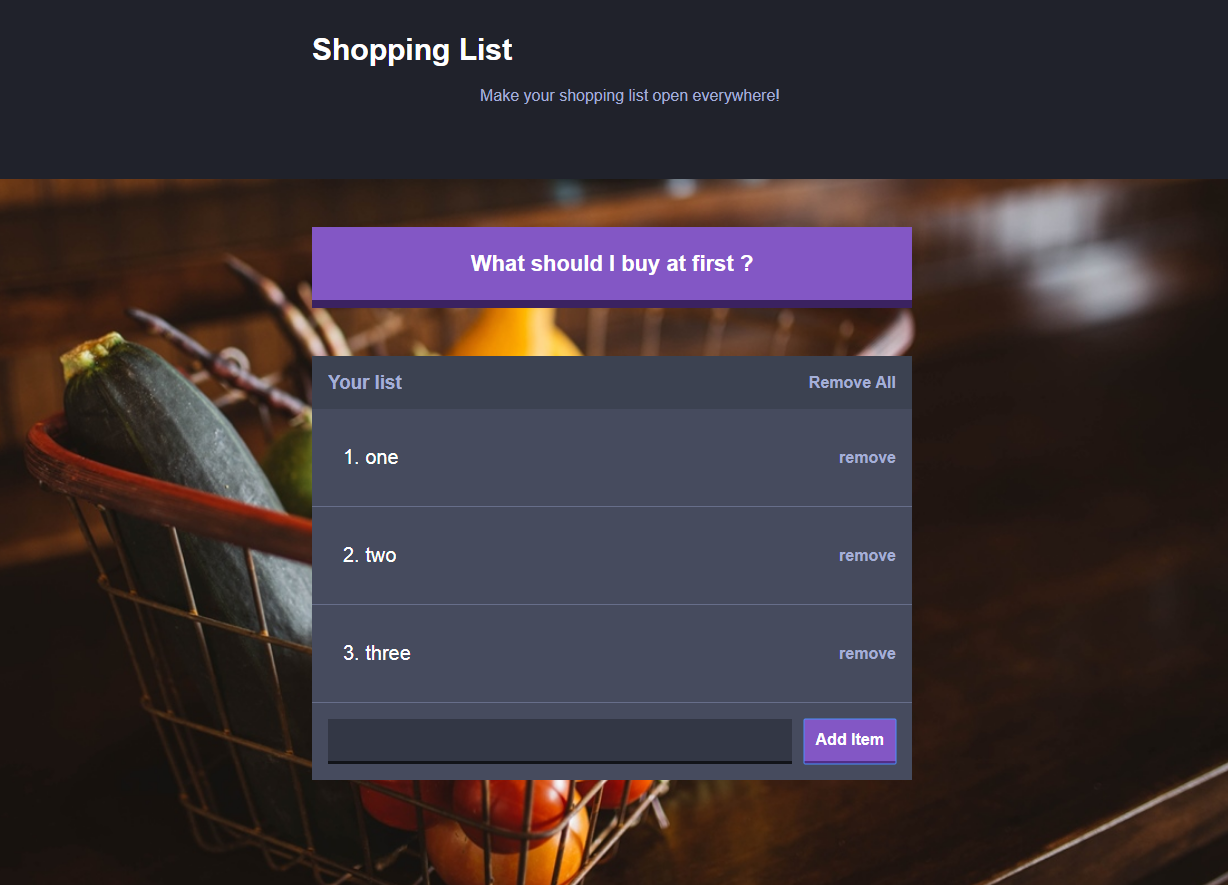 Shopping List
Make your shopping list open everywhere!
What should I buy at first ?
Your list Remove All
1. one remove
2. two remove
3. three remove
Add Item